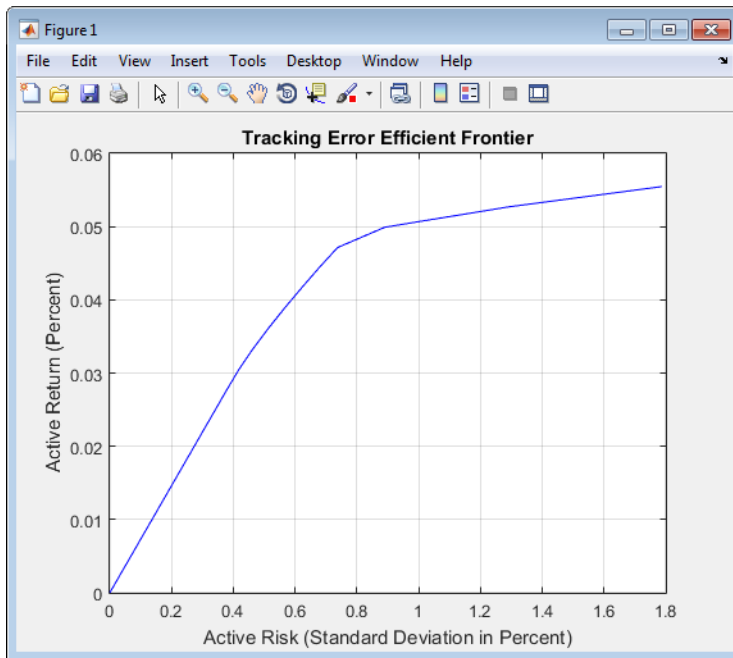 Figure 1
File Edit View Insert Tools Desktop Window Help
Tracking Error Efficient Frontier
0.06
0.05
0.04
0.03
0.02
0.01
0
Active Return (Percent)
0 0.2 0.4 0.6 0.8 1 1.2 1.4 1.6 1.8
Active Risk (Standard Deviation in Percent)